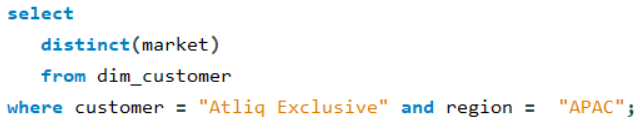 select
distinct(market)
from dim_customer
where customer = "Atliq Exclusive" and region =  "APAC";